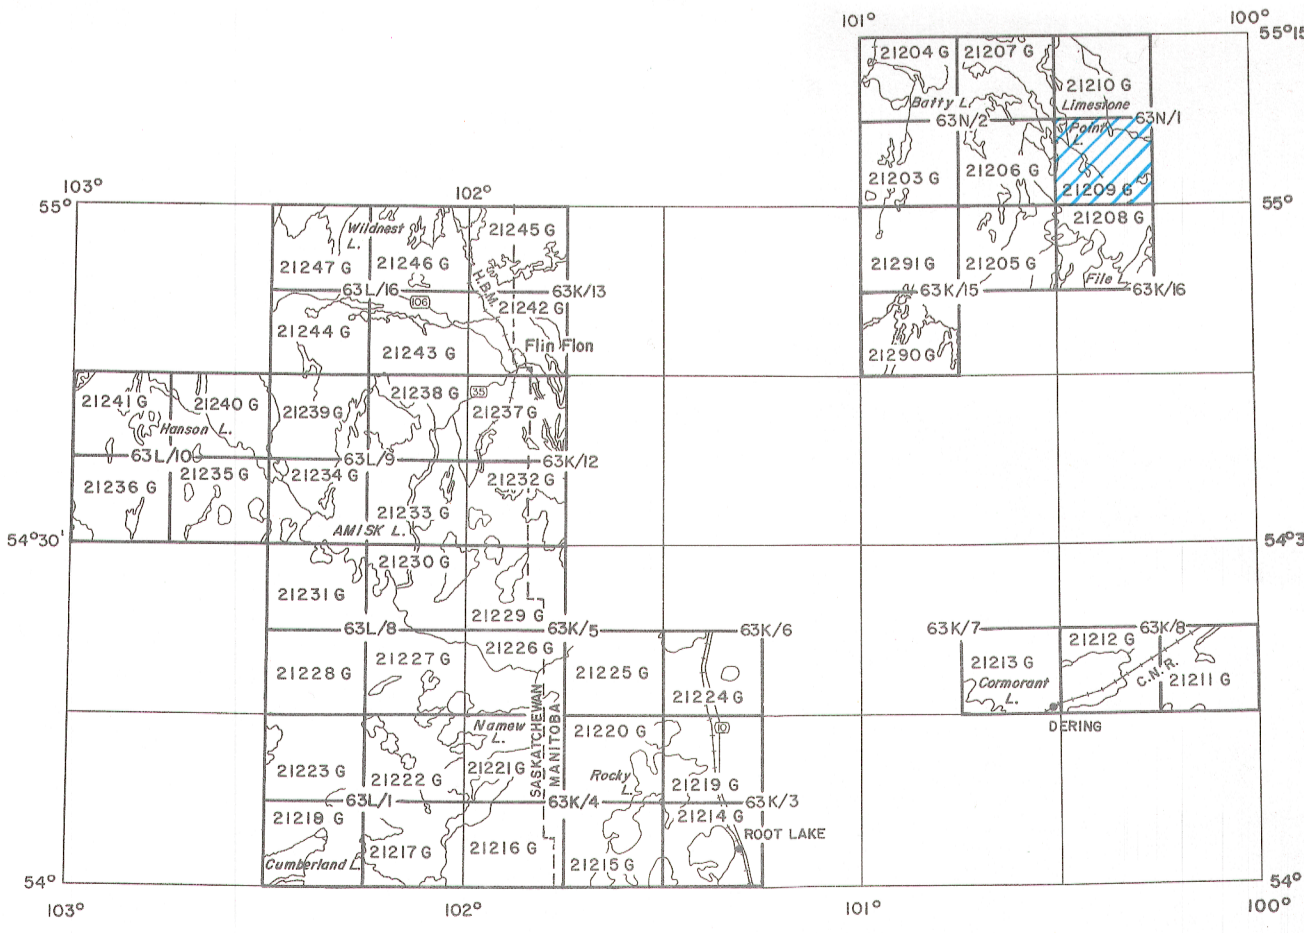 101°
100°
55°15
21204 G
21207 G
21210 G
Batty L.
Limestone
Point
L.
63N/2
63N/1
21203 G
21206 G
21209 G
103°
102°
55°
55°
21208 G
Wildnest
L.
21245 G
21247 G
21246 G
H.B.M.
21291 G
21205 G
File L.
63L/16
63K/13
63K/15
63K/16
106
21242 G
21244 G
21243 G
Flin Flon
21290 G
21241 G
21240 G
21239 G
21238 G
35
21237 G
Hanson L.
63L/10
63L/9
63K/12
21236 G
21235 G
21234 G
21232 G
21233 G
AMISK L.
54°30'
54°3
21230 G
21231 G
21229 G
63L/8
63K/5
63K/6
63K/7
63K/8
21228 G
21227 G
21226 G
21225 G
21224 G
21213 G
Cormorant
L.
21212 G
C.N.R.
21211 G
DERING
SASKATCHEWAN
MANITOBA
Namew
L.
10
21220 G
21223 G
21222 G
21221 G
Rocky
L.
21219 G
63L/1
63K/4
63K/3
21218 G
21214 G
ROOT LAKE
Cumberland L.
21217 G
21216 G
21215 G
54°
54°
103°
102°
101°
100°